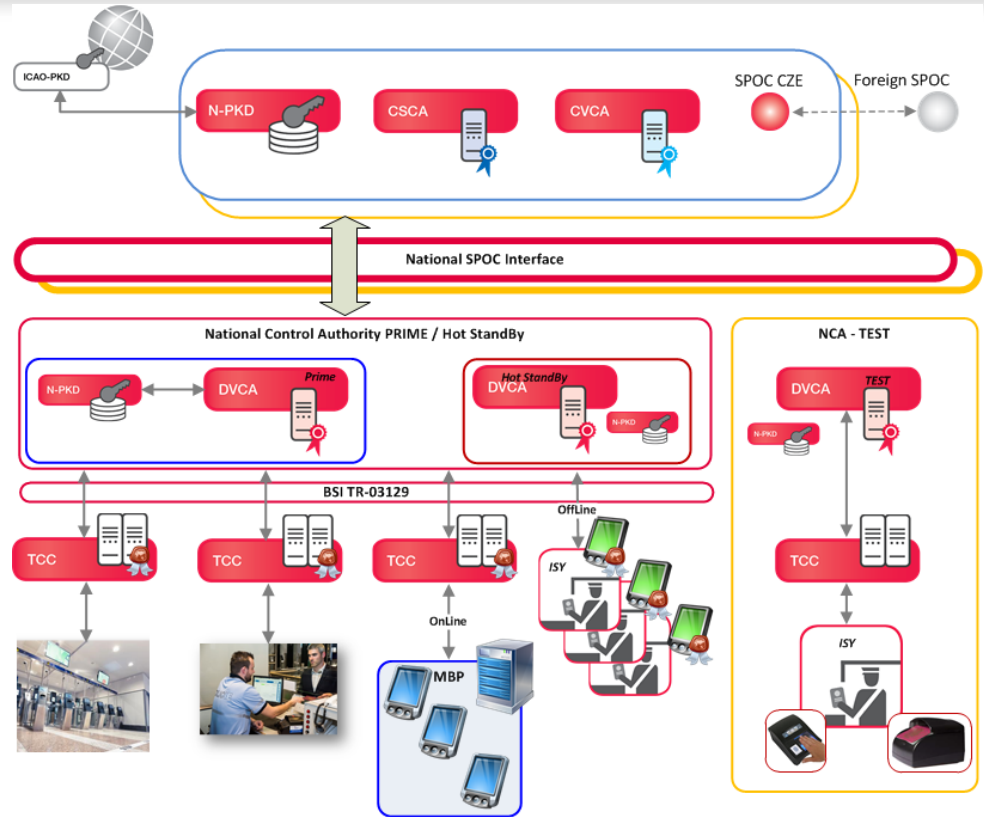 ICAO-PKD
N-PKD
CSCA
CVCA
SPOC CZE
Foreign SPOC
National SPOC Interface
National Control Authority PRIME / Hot StandBy
NCA - TEST
N-PKD
DVCA
Prime
Hot StandBy
DVCA
N-PKD
DVCA
TEST
N-PKD
BSI TR-03129
OffLine
TCC
TCC
TCC
ISY
TCC
OnLine
MBP
ISY